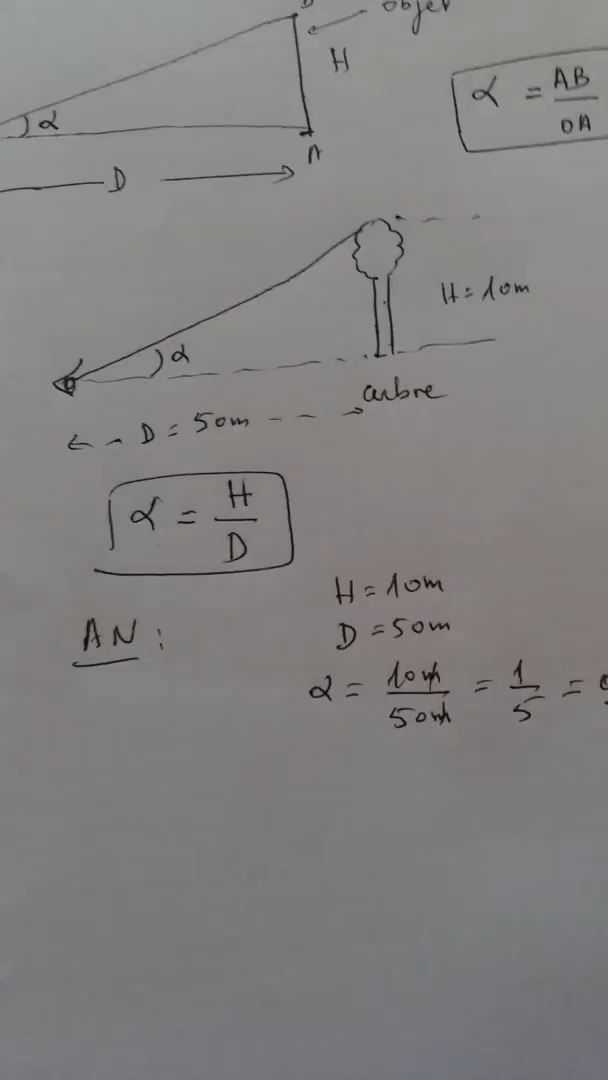 objet
H
α
α = AB / OA
A
D
H = 10m
α
arbre
D = 50m
α = H / D
H = 10m
AN :
D = 50m
α = 10m / 50m = 1 / 5 =